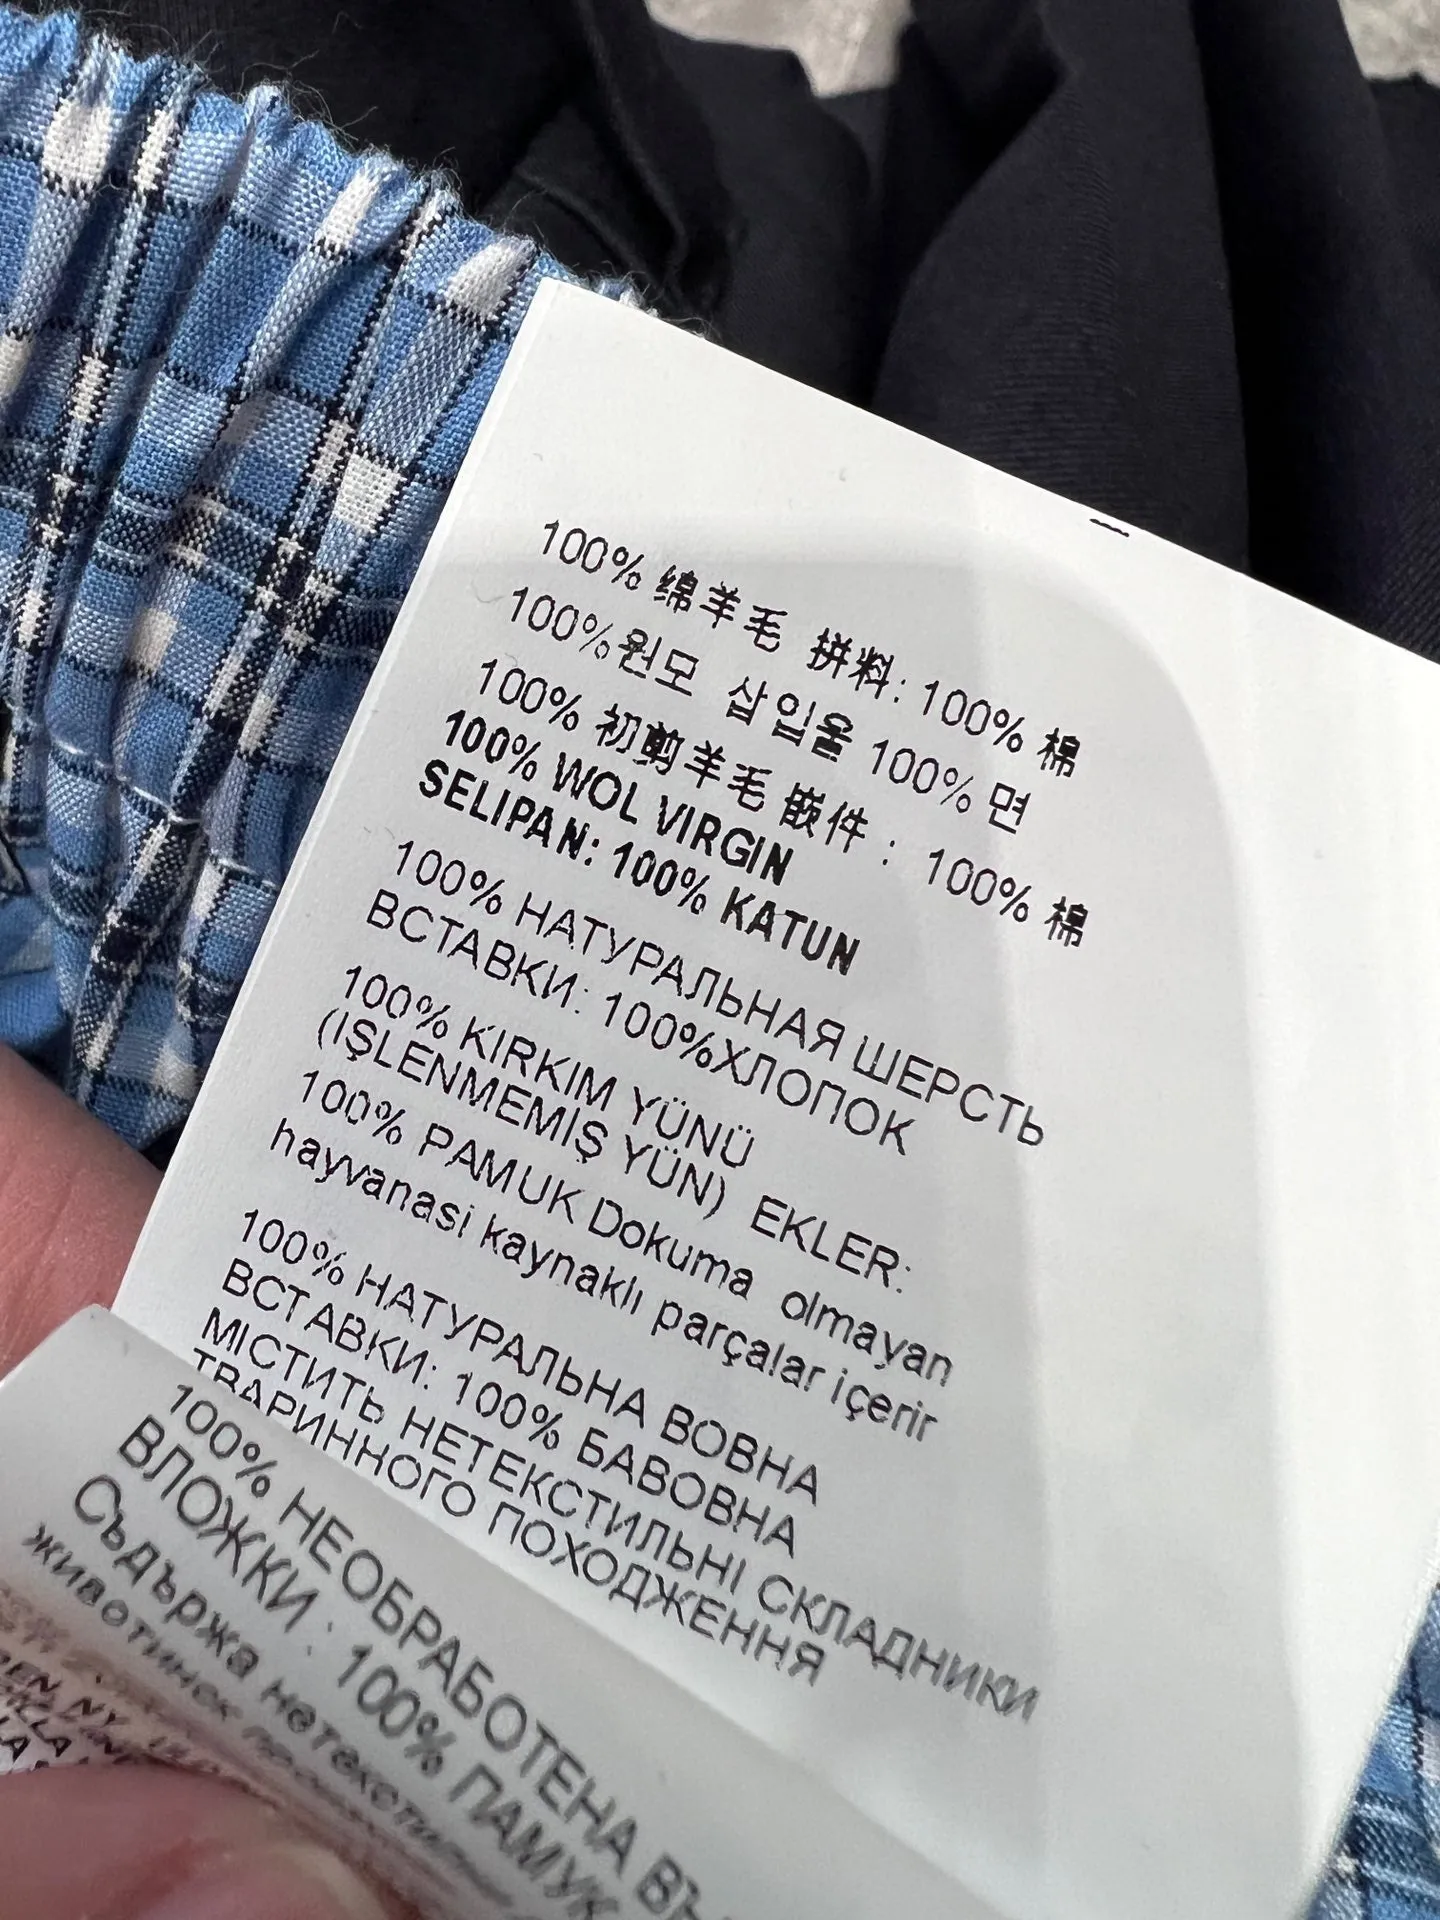 100% 绵羊毛 拼料: 100% 棉
100%원모 삽입물 100% 면
100% 初剪羊毛 嵌件 : 100% 棉
100% WOL VIRGIN
SELIPAN: 100% KATUN
100% НАТУРАЛЬНАЯ ШЕРСТЬ
ВСТАВКИ: 100%ХЛОПОК
100% KIRKIM YÜNÜ
(IŞLENMEMİŞ YÜN) EKLER:
100% PAMUK Dokuma olmayan
hayvanasi kaynaklı parçalar içerir
100% НАТУРАЛЬНА ВОВНА
ВСТАВКИ: 100% БАВОВНА
МІСТИТЬ НЕТЕКСТИЛЬНІ СКЛАДНИКИ
ТВАРИННОГО ПОХОДЖЕННЯ
100% НЕОБРАБОТЕНА
ВЛОЖКИ : 100% ПАМУК
Съдържа
животинск